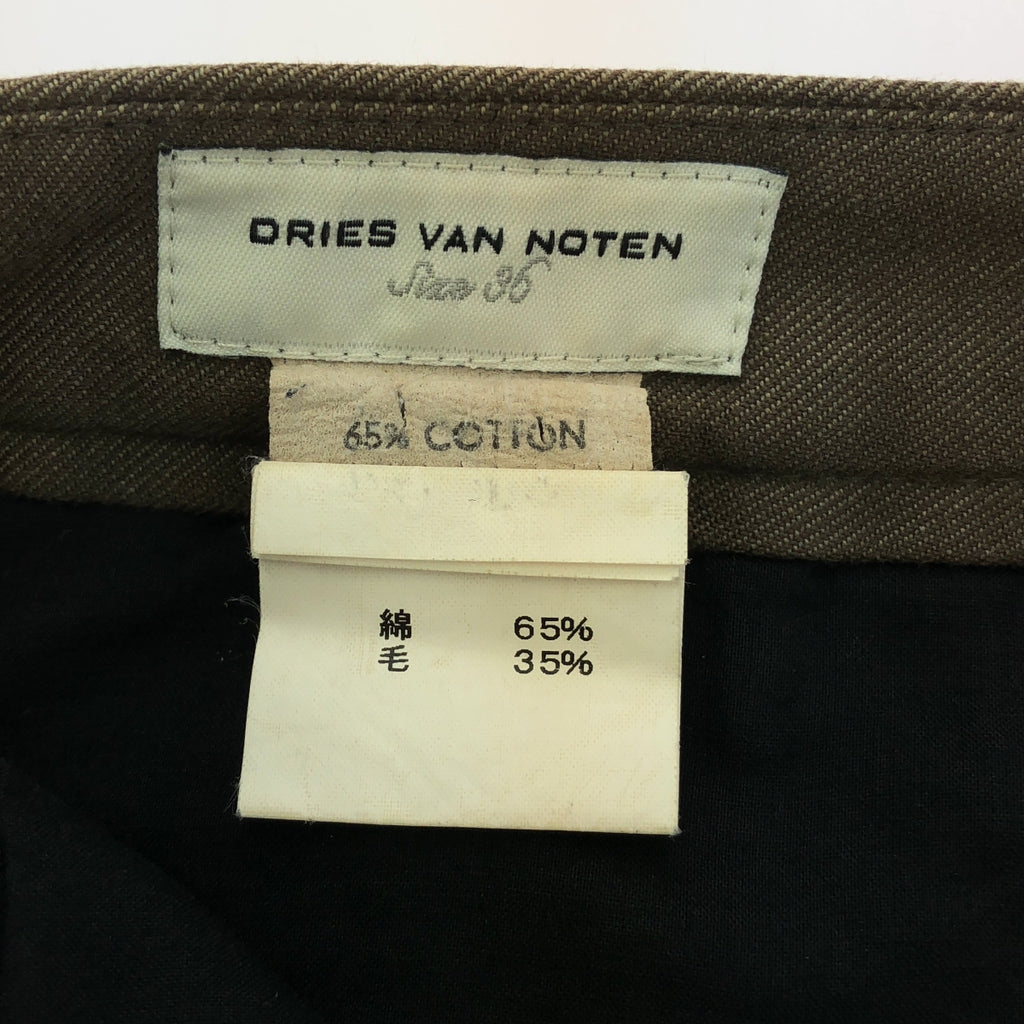 DRIES VAN NOTEN
Size 36
65% COTTON
綿 65%
毛 35%